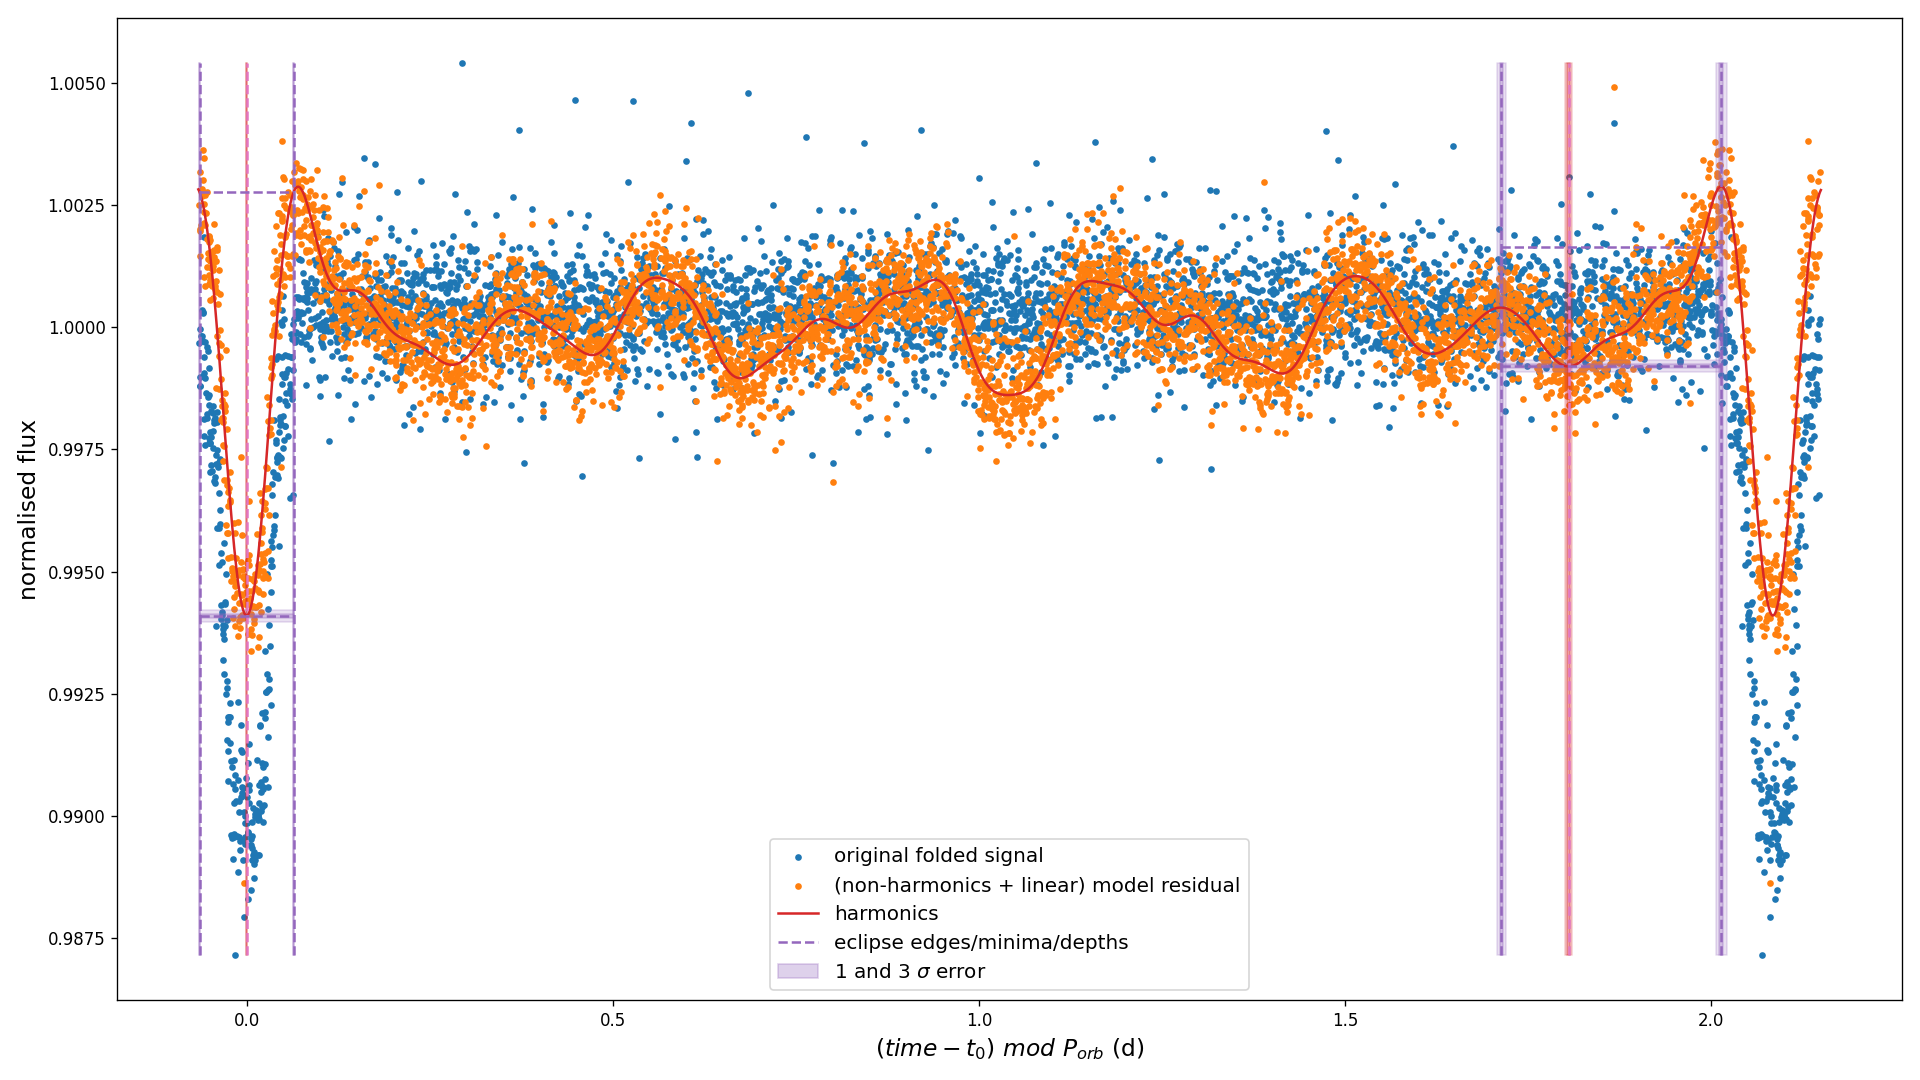 normalised flux
1.0050
1.0025
1.0000
0.9975
0.9950
0.9925
0.9900
0.9875
original folded signal
(non-harmonics + linear) model residual
harmonics
eclipse edges/minima/depths
1 and 3 σ error
0.0 0.5 1.0 1.5 2.0
(time − t₀) mod Pₒᵣb (d)